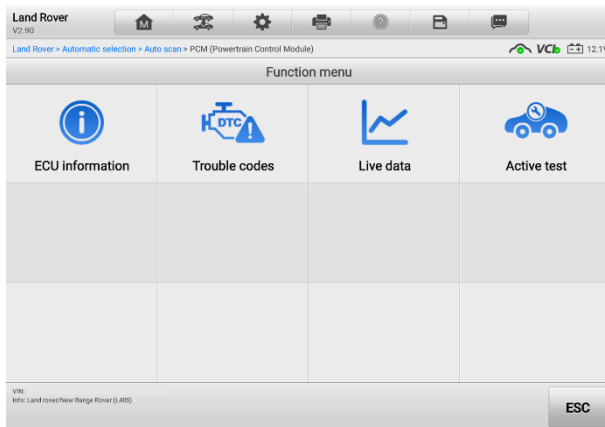 Land Rover
V2.90
M
?
Land Rover > Automatic selection > Auto scan > PCM (Powertrain Control Module)
VCI
12.1V
Function menu
i
DTC
ECU information
Trouble codes
Live data
Active test
VIN:
Info: Land rover/New Range Rover (L405)
ESC